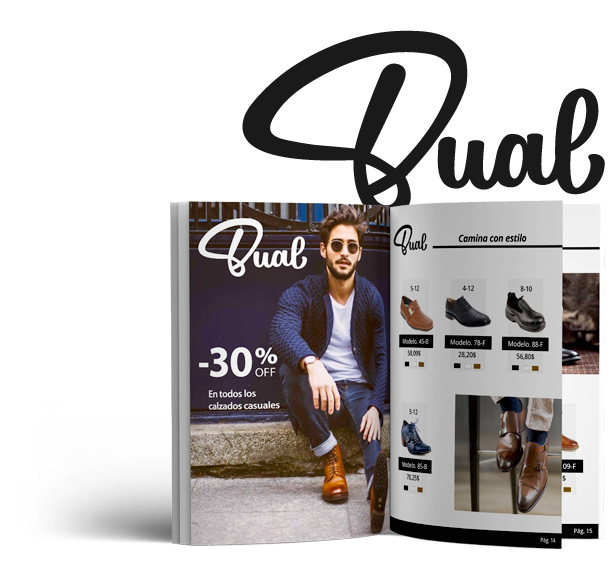 Bual
Bual
-30%
OFF
En todos los
calzados casuales
Bual
Camina con estilo
5-12
4-12
8-10
Modelo. 45-B
Modelo. 78-F
Modelo. 88-F
58,09$
28,20$
56,80$
5-12
Modelo. 85-B
78,25$
09-F
$
Pág. 14
Pág. 15